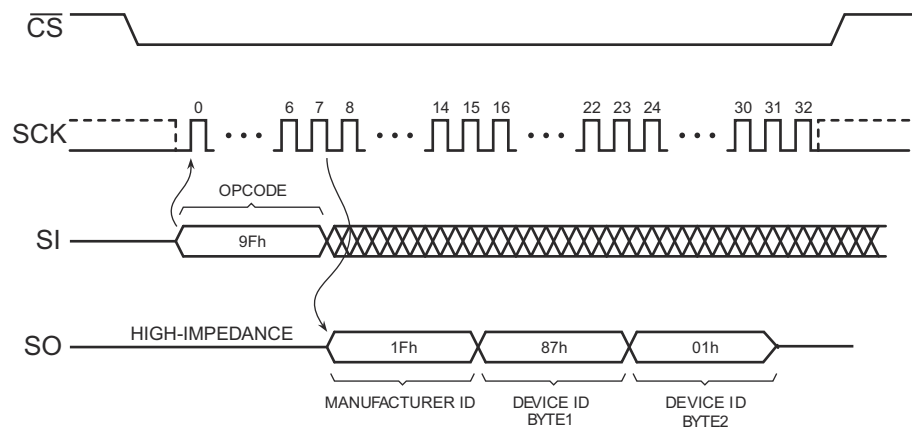 CS
0 6 7 8 14 15 16 22 23 24 30 31 32
SCK
OPCODE
SI
9Fh
HIGH-IMPEDANCE
SO
1Fh 87h 01h
MANUFACTURER ID DEVICE ID DEVICE ID
BYTE1 BYTE2